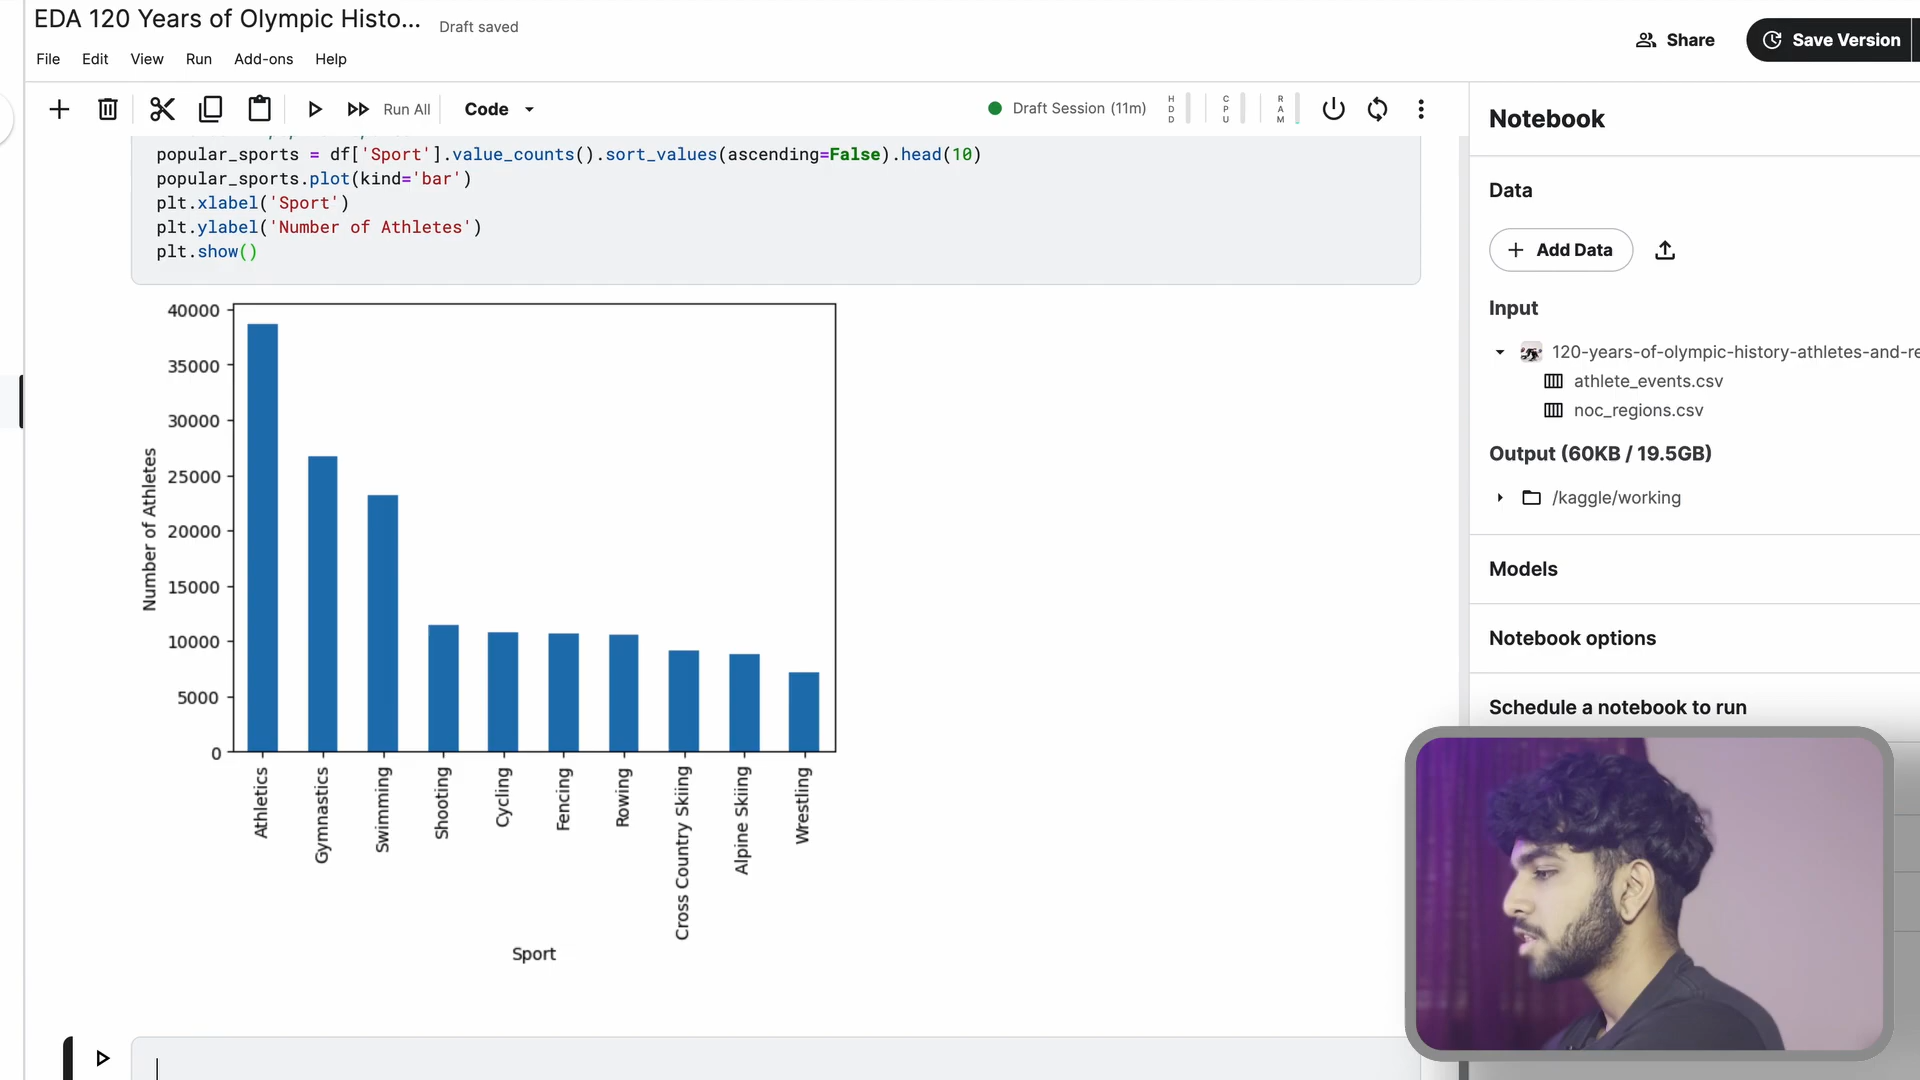 EDA 120 Years of Olympic Histo...
Draft saved
File Edit View Run Add-ons Help
Share
Save Version
Run All
Code
Draft Session (11m)
HDD
CPU
RAM
popular_sports = df['Sport'].value_counts().sort_values(ascending=False).head(10)
popular_sports.plot(kind='bar')
plt.xlabel('Sport')
plt.ylabel('Number of Athletes')
plt.show()
40000
35000
30000
25000
20000
15000
10000
5000
0
Number of Athletes
Athletics
Gymnastics
Swimming
Shooting
Cycling
Fencing
Rowing
Cross Country Skiing
Alpine Skiing
Wrestling
Sport
Notebook
Data
+ Add Data
Input
120-years-of-olympic-history-athletes-and-re
athlete_events.csv
noc_regions.csv
Output (60KB / 19.5GB)
/kaggle/working
Models
Notebook options
Schedule a notebook to run